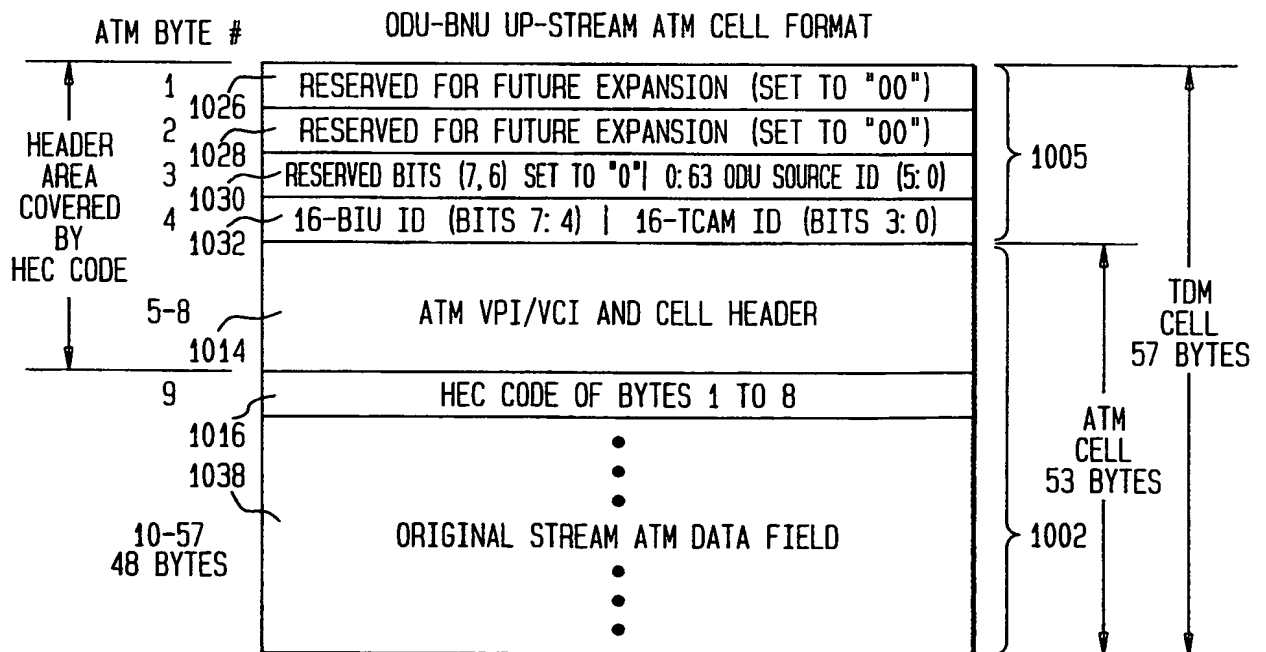 ATM BYTE #
ODU-BNU UP-STREAM ATM CELL FORMAT
1
1026
RESERVED FOR FUTURE EXPANSION (SET TO "00")
2
1028
RESERVED FOR FUTURE EXPANSION (SET TO "00")
3
1030
RESERVED BITS (7,6) SET TO "0"| 0:63 ODU SOURCE ID (5:0)
4
1032
16-BIU ID (BITS 7:4) | 16-TCAM ID (BITS 3:0)
HEADER
AREA
COVERED
BY
HEC CODE
5-8
1014
ATM VPI/VCI AND CELL HEADER
9
1016
HEC CODE OF BYTES 1 TO 8
1038
10-57
48 BYTES
ORIGINAL STREAM ATM DATA FIELD
1005
1002
ATM
CELL
53 BYTES
TDM
CELL
57 BYTES